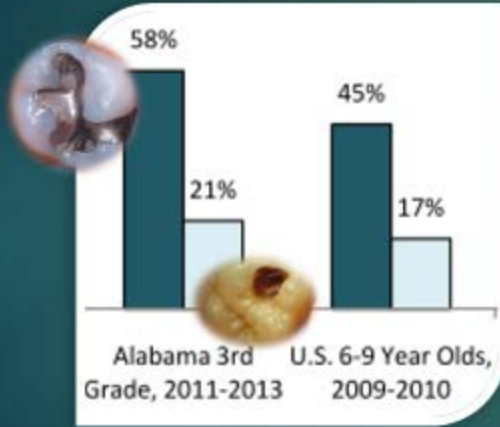 58%
45%
21%
17%
Alabama 3rd
Grade, 2011-2013
U.S. 6-9 Year Olds,
2009-2010